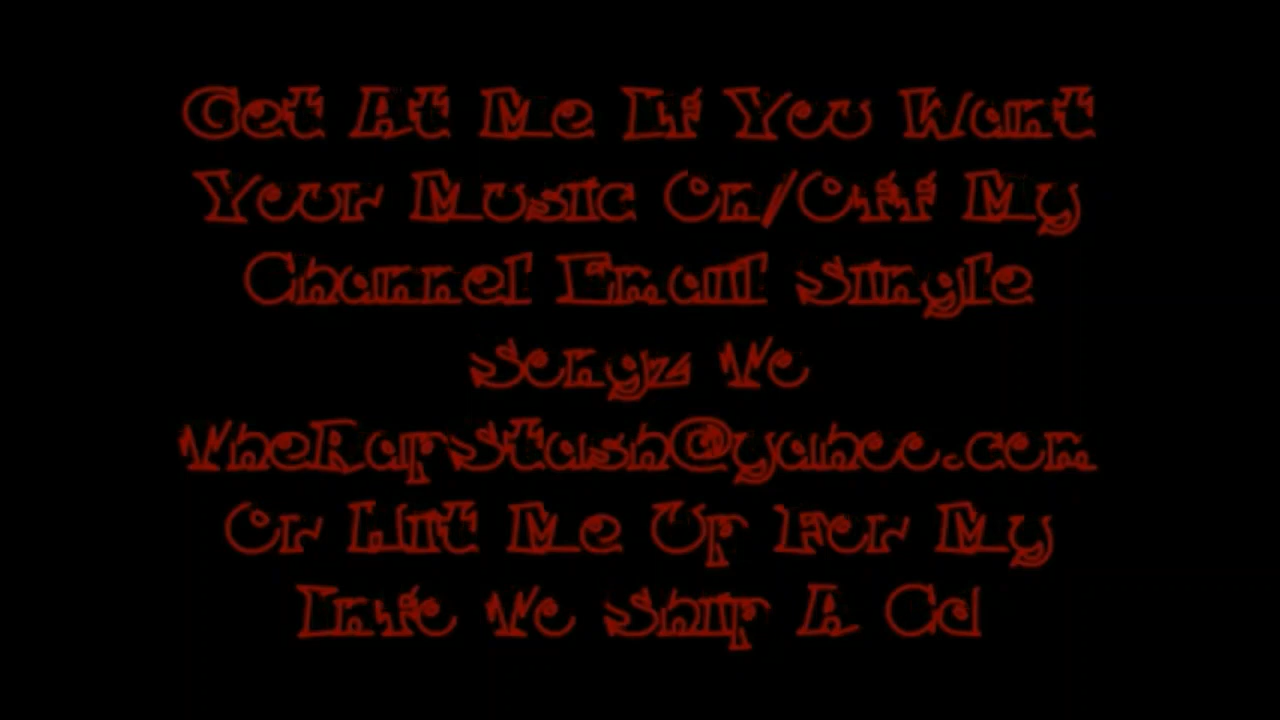 Get At Me If You Want
Your Music On/Off My
Channel Email Single
Songz To
TheRapStash@yahoo.com
Or Hit Me Up For My
Info To Ship A Cd